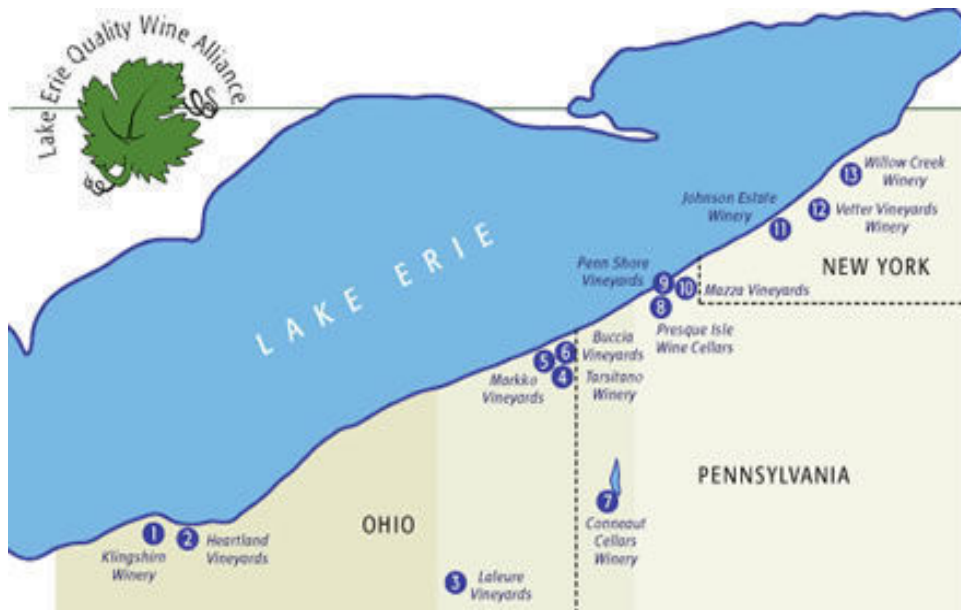 Lake Erie Quality Wine Alliance
LAKE ERIE
13 Willow Creek
Winery
Johnson Estate
Winery
11
12 Vetter Vineyards
Winery
NEW YORK
Penn Shore
Vineyards
9
10 Mazza Vineyards
8
Presque Isle
Wine Cellars
Buccia
Vineyards
6
5
4
Markko
Vineyards
Tarsitano
Winery
PENNSYLVANIA
7
Conneaut
Cellars
Winery
OHIO
1
Klingshirn
Winery
2
Heartland
Vineyards
3 Laleure
Vineyards